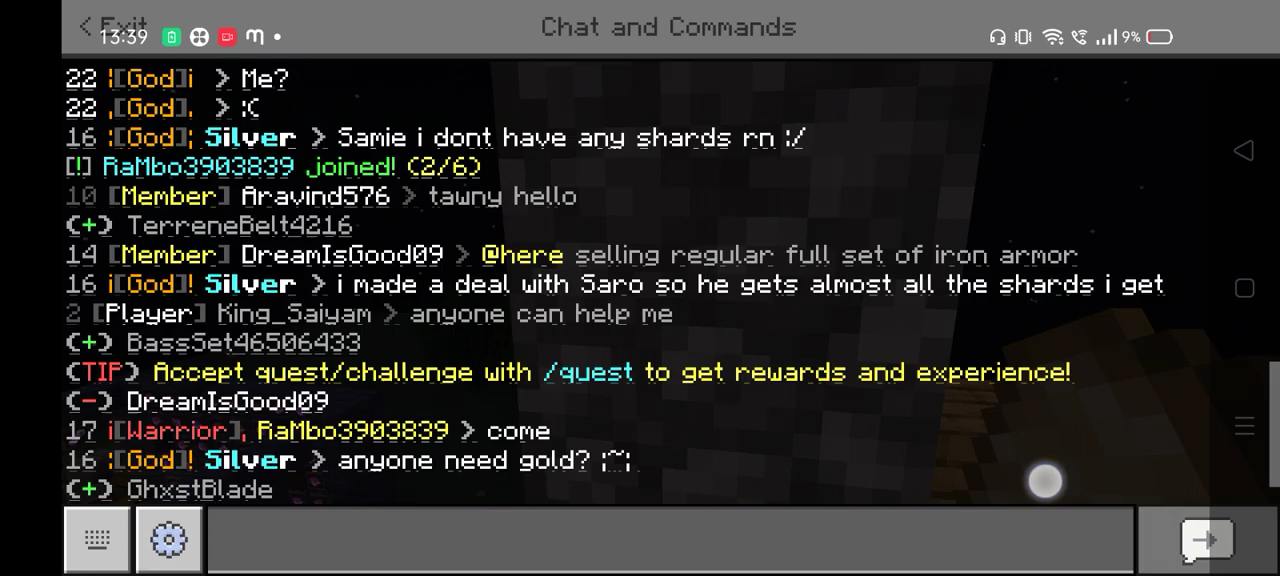 < Exit
Chat and Commands
13:39
9%
22 [God] > Me?
22 [God] > :C
16 [God] Silver > Samie i dont have any shards rn :/
[!] RaMbo3903839 joined! (2/6)
10 [Member] Aravind576 > tawny hello
(+) TerreneBelt4216
14 [Member] DreamIsGood09 > @here selling regular full set of iron armor
16 [God] Silver > i made a deal with Saro so he gets almost all the shards i get
2 [Player] King_Saiyam > anyone can help me
(+) BassSet46506433
(TIP) Accept quest/challenge with /quest to get rewards and experience!
(-) DreamIsGood09
17 [Warrior] RaMbo3903839 > come
16 [God] Silver > anyone need gold?
(+) GhxstBlade